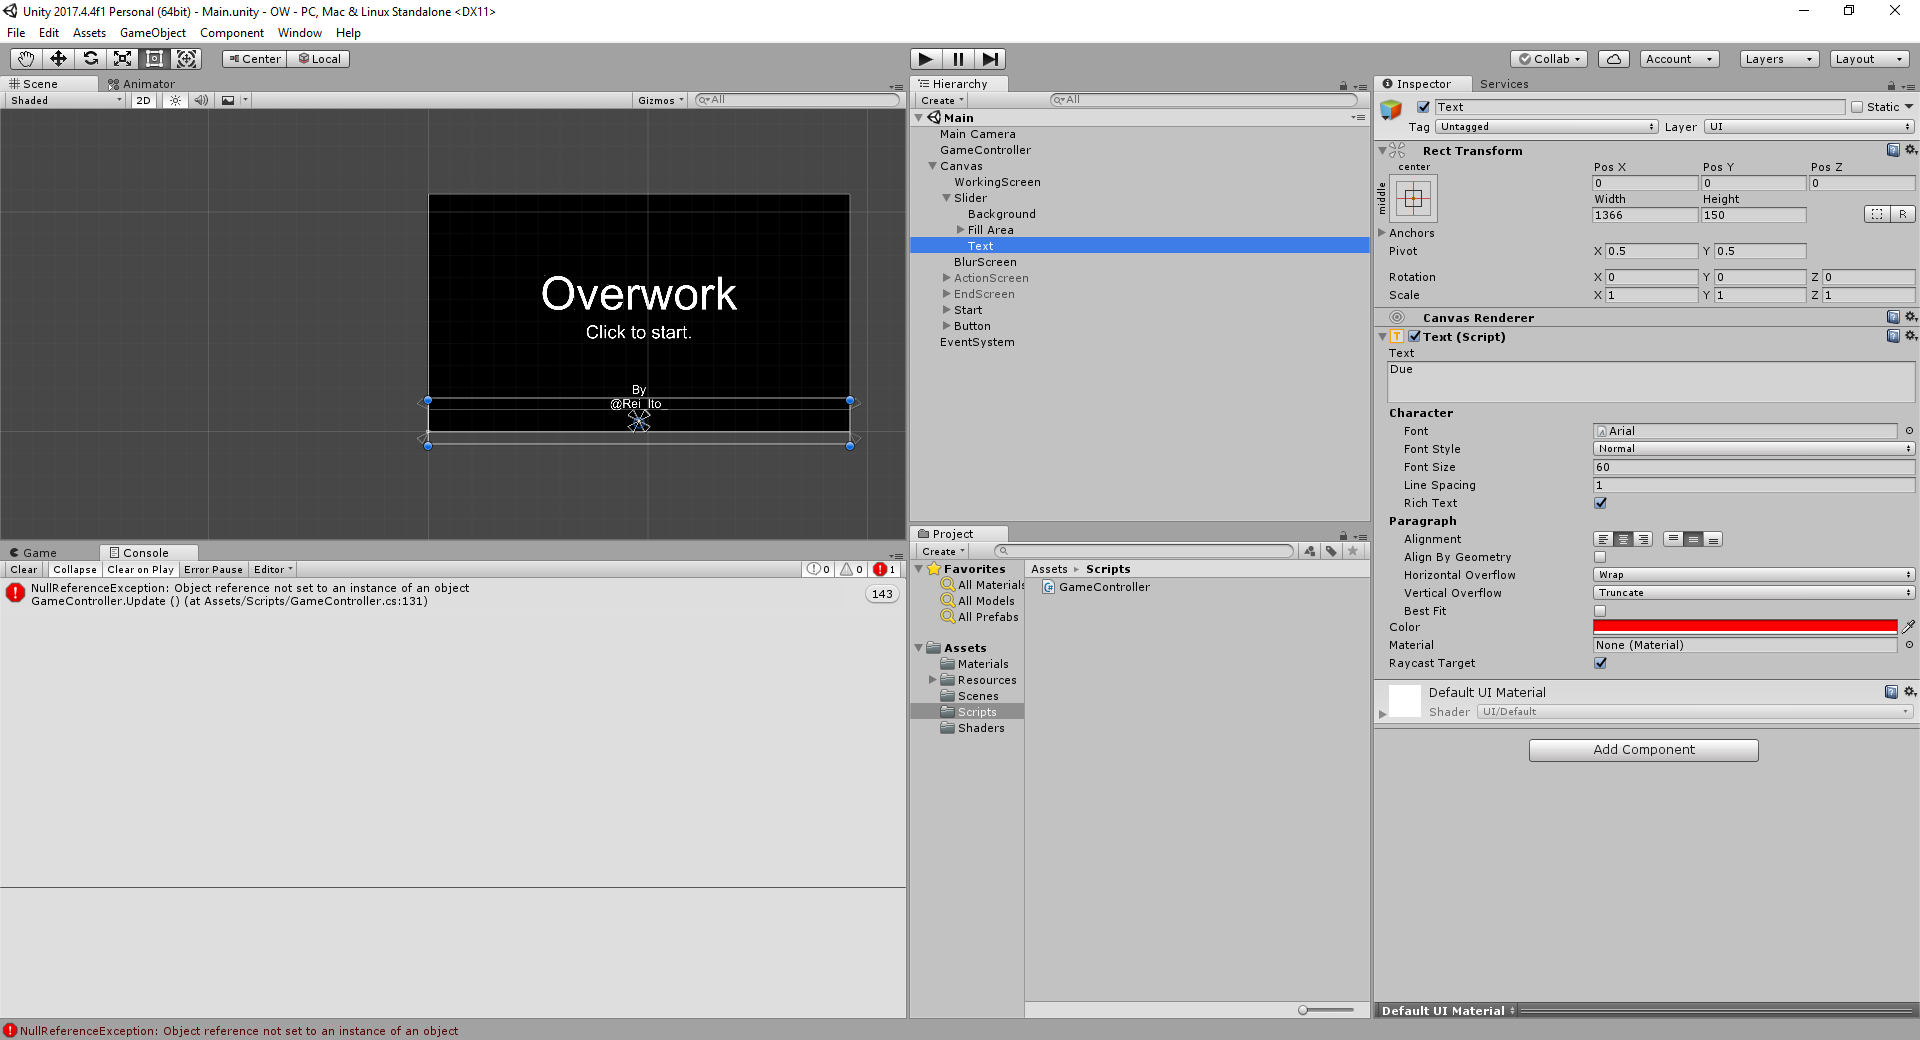 Unity 2017.4.4f1 Personal (64bit) - Main.unity - OW - PC, Mac & Linux Standalone <DX11>
File Edit Assets GameObject Component Window Help
Center Local
Collab Account Layers Layout
Scene Animator
Shaded 2D Gizmos All
Overwork
Click to start.
By
@Rei_Ito_
Game Console
Clear Collapse Clear on Play Error Pause Editor 0 0 1
NullReferenceException: Object reference not set to an instance of an object
GameController.Update () (at Assets/Scripts/GameController.cs:131)
143
NullReferenceException: Object reference not set to an instance of an object
Hierarchy
Create All
Main
Main Camera
GameController
Canvas
WorkingScreen
Slider
Background
Fill Area
Text
BlurScreen
ActionScreen
EndScreen
Start
Button
EventSystem
Project
Create
Favorites
All Materials
All Models
All Prefabs
Assets
Materials
Resources
Scenes
Scripts
Shaders
Assets Scripts
GameController
Inspector Services
Text Static
Tag Untagged Layer UI
Rect Transform
center
middle
Pos X Pos Y Pos Z
0 0 0
Width Height
1366 150
R
Anchors
Pivot X 0.5 Y 0.5
Rotation X 0 Y 0 Z 0
Scale X 1 Y 1 Z 1
Canvas Renderer
Text (Script)
Text
Due
Character
Font Arial
Font Style Normal
Font Size 60
Line Spacing 1
Rich Text
Paragraph
Alignment
Align By Geometry
Horizontal Overflow Wrap
Vertical Overflow Truncate
Best Fit
Color
Material None (Material)
Raycast Target
Default UI Material
Shader UI/Default
Add Component
Default UI Material